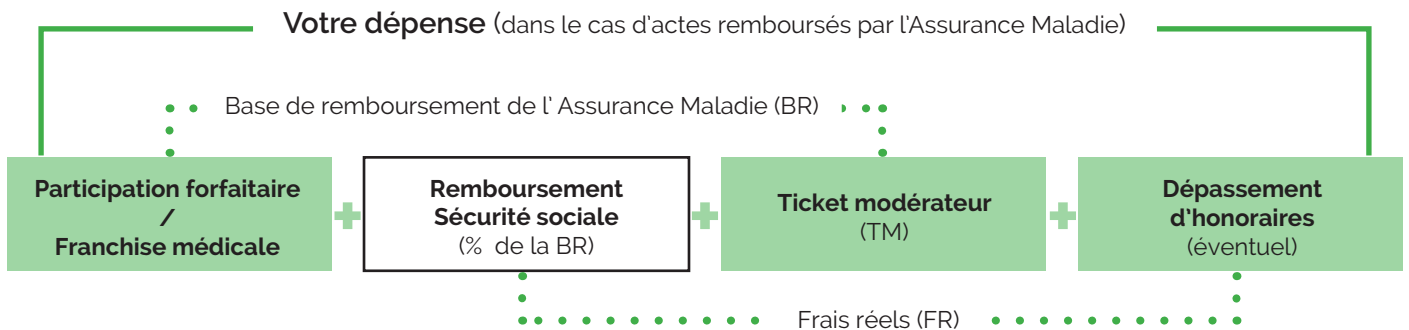 Votre dépense (dans le cas d'actes remboursés par l'Assurance Maladie)
Base de remboursement de l' Assurance Maladie (BR)
Participation forfaitaire
/
Franchise médicale
+
Remboursement
Sécurité sociale
(% de la BR)
+
Ticket modérateur
(TM)
+
Dépassement
d'honoraires
(éventuel)
Frais réels (FR)